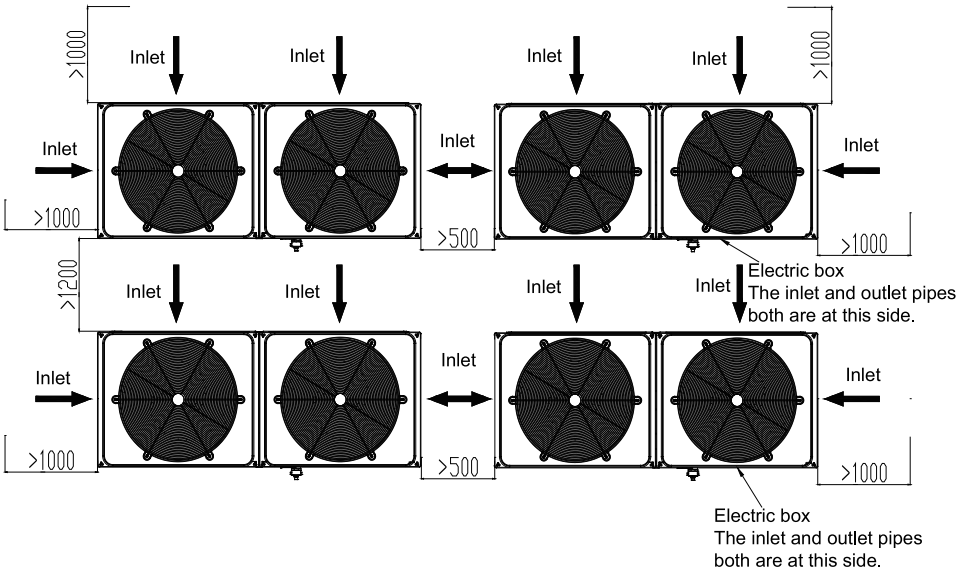 >1000
>1000
Inlet
Inlet
Inlet
Inlet
Inlet
Inlet
Inlet
>1000
>500
>1000
>1200
Electric box
The inlet and outlet pipes
both are at this side.
Inlet
Inlet
Inlet
Inlet
Inlet
Inlet
Inlet
>1000
>500
>1000
Electric box
The inlet and outlet pipes
both are at this side.